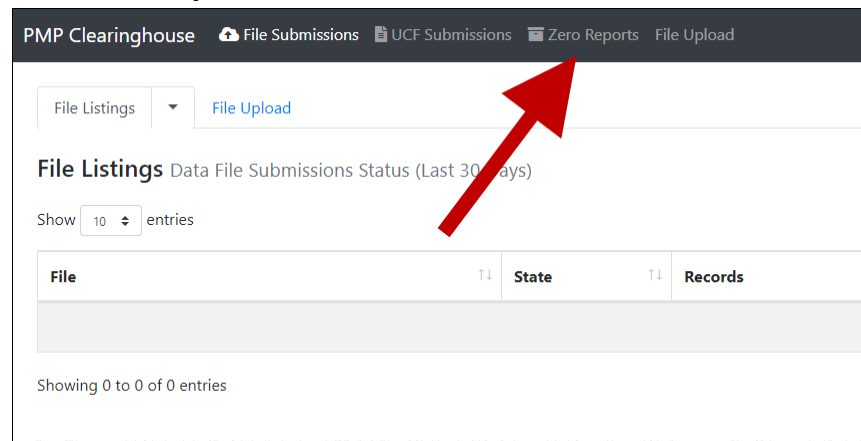 PMP Clearinghouse File Submissions UCF Submissions Zero Reports File Upload
File Listings File Upload
File Listings Data File Submissions Status (Last 30 Days)
Show 10 entries
File State Records
Showing 0 to 0 of 0 entries